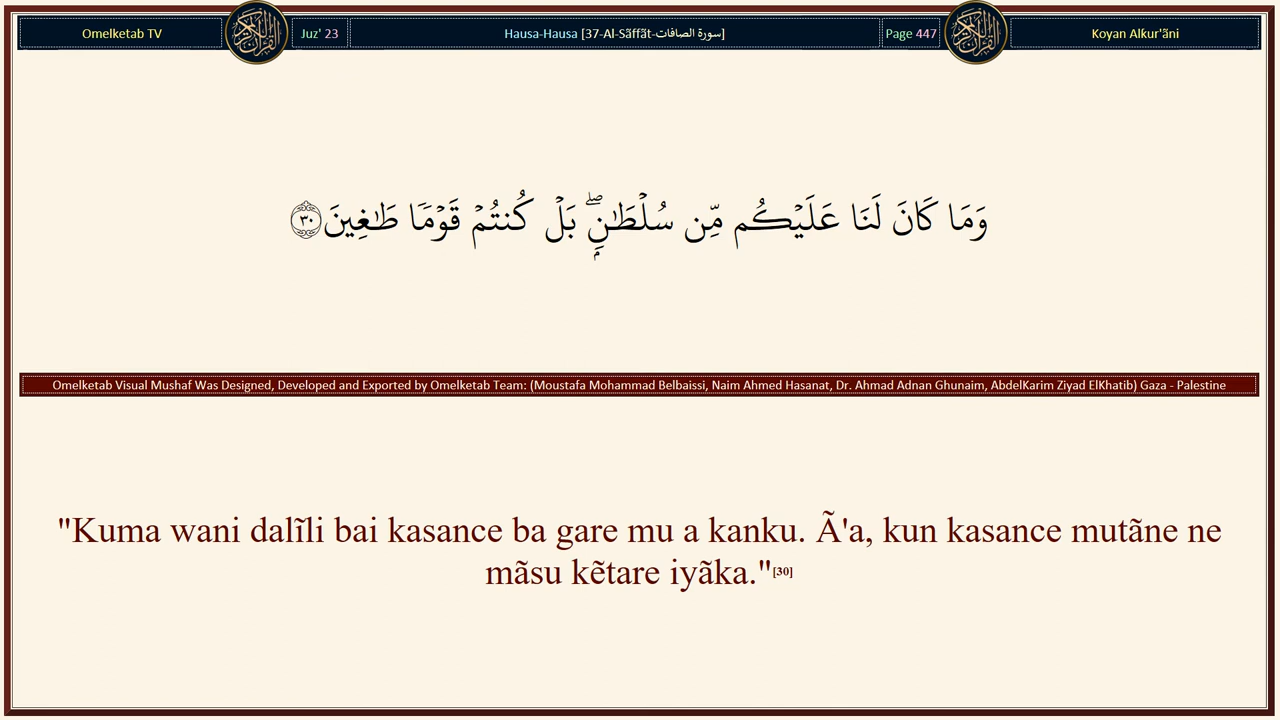 Omelketab TV
Juz' 23
Hausa-Hausa [37-Al-Sãffãt-سورة الصافات]
Page 447
Koyan Alƙur'ãni
وَمَا كَانَ لَنَا عَلَيۡكُم مِّن سُلۡطَٰنِۭۖ بَلۡ كُنتُمۡ قَوۡمٗا طَٰغِينَ ٣٠
Omelketab Visual Mushaf Was Designed, Developed and Exported by Omelketab Team: (Moustafa Mohammad Belbaissi, Naim Ahmed Hasanat, Dr. Ahmad Adnan Ghunaim, AbdelKarim Ziyad ElKhatib) Gaza - Palestine
"Kuma wani dalĩli bai kasance ba gare mu a kanku. Ã'a, kun kasance mutãne ne
mãsu kẽtare iyãka."[30]